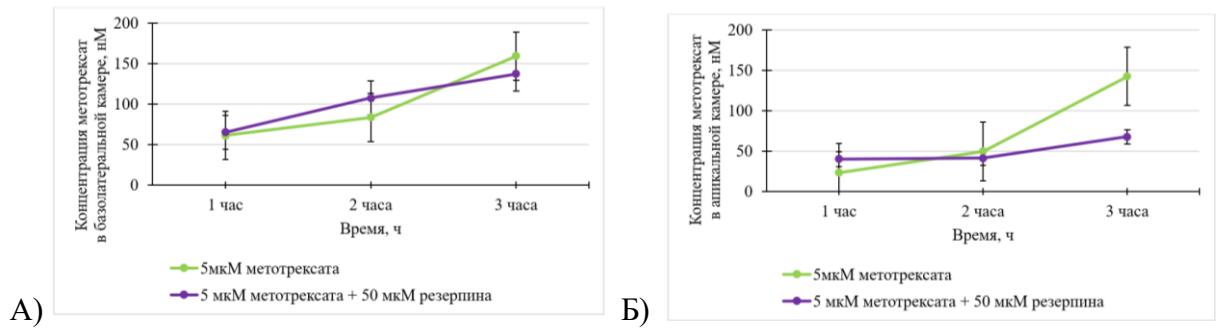 А)
Концентрация метотрексат
в базолатеральной камере, нМ
200
150
100
50
0
1 час 2 часа 3 часа
Время, ч
5мкМ метотрексата
5 мкМ метотрексата + 50 мкМ резерпина
Б)
Концентрация метотрексат
в апикальной камере, нМ
200
150
100
50
0
1 час 2 часа 3 часа
Время, ч
5мкМ метотрексата
5 мкМ метотрексата + 50 мкМ резерпина